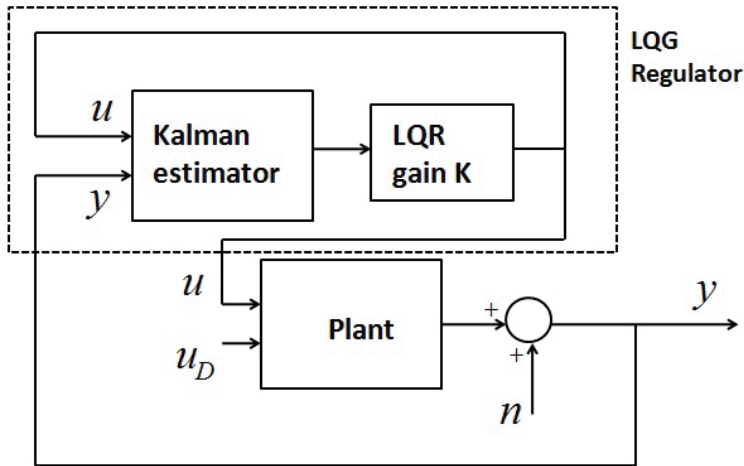 LQG
Regulator
u
Kalman
estimator
LQR
gain K
y
u
Plant
+
y
u_D
+
n